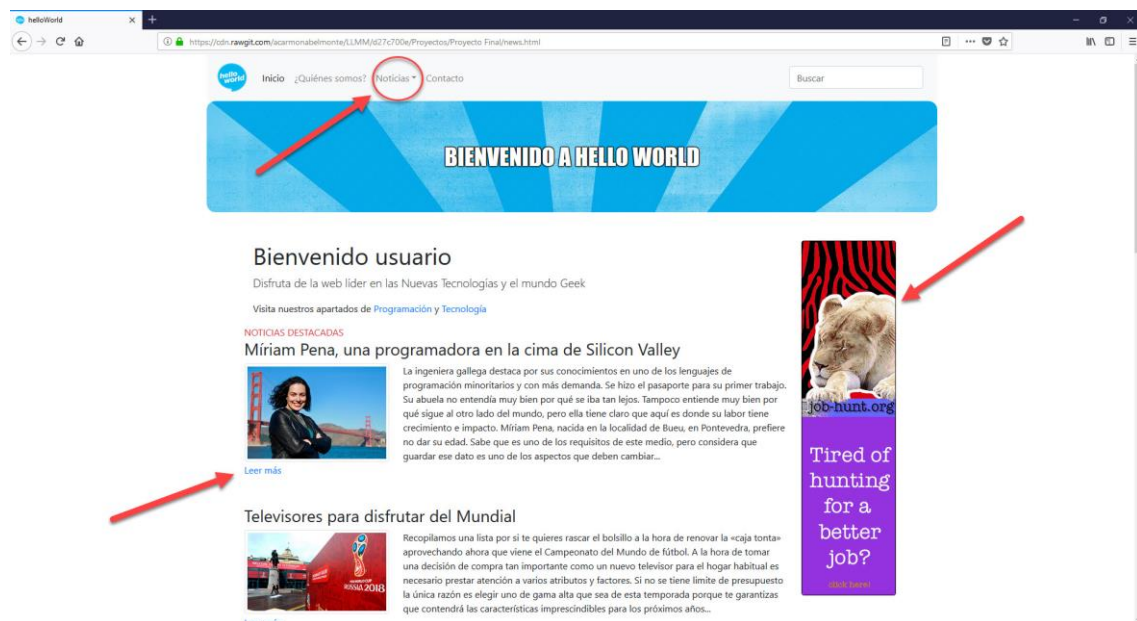 helloWorld
https://cdn.rawgit.com/acarmonabelmonte/LLMM/d27c700e/Proyectos/Proyecto Final/news.html
hello world
Inicio ¿Quiénes somos? Noticias Contacto
Buscar
BIENVENIDO A HELLO WORLD
Bienvenido usuario
Disfruta de la web líder en las Nuevas Tecnologías y el mundo Geek
Visita nuestros apartados de Programación y Tecnología
NOTICIAS DESTACADAS
Míriam Pena, una programadora en la cima de Silicon Valley
La ingeniera gallega destaca por sus conocimientos en uno de los lenguajes de
programación minoritarios y con más demanda. Se hizo el pasaporte para su primer trabajo.
Su abuela no entendía muy bien por qué se iba tan lejos. Tampoco entiende muy bien por
qué sigue al otro lado del mundo, pero ella tiene claro que aquí es donde su labor tiene
crecimiento e impacto. Míriam Pena, nacida en la localidad de Bueu, en Pontevedra, prefiere
no dar su edad. Sabe que es uno de los requisitos de este medio, pero considera que
guardar ese dato es uno de los aspectos que deben cambiar...
Leer más
Televisores para disfrutar del Mundial
Recopilamos una lista por si te quieres rascar el bolsillo a la hora de renovar la «caja tonta»
aprovechando ahora que viene el Campeonato del Mundo de fútbol. A la hora de tomar
una decisión de compra tan importante como un nuevo televisor para el hogar habitual es
necesario prestar atención a varios atributos y factores. Si no se tiene límite de presupuesto
la única razón es elegir uno de gama alta que sea de esta temporada porque te garantizas
que contendrá las características imprescindibles para los próximos años...
RUSSIA 2018
job-hunt.org
Tired of
hunting
for a
better
job?
click here!